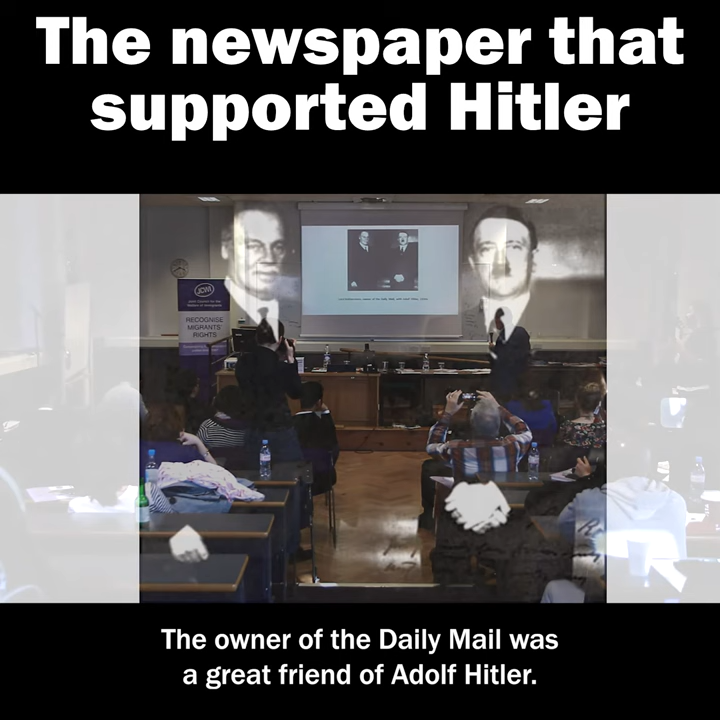 The newspaper that
supported Hitler
JCWI
RECOGNISE
MIGRANTS'
RIGHTS
The owner of the Daily Mail was
a great friend of Adolf Hitler.